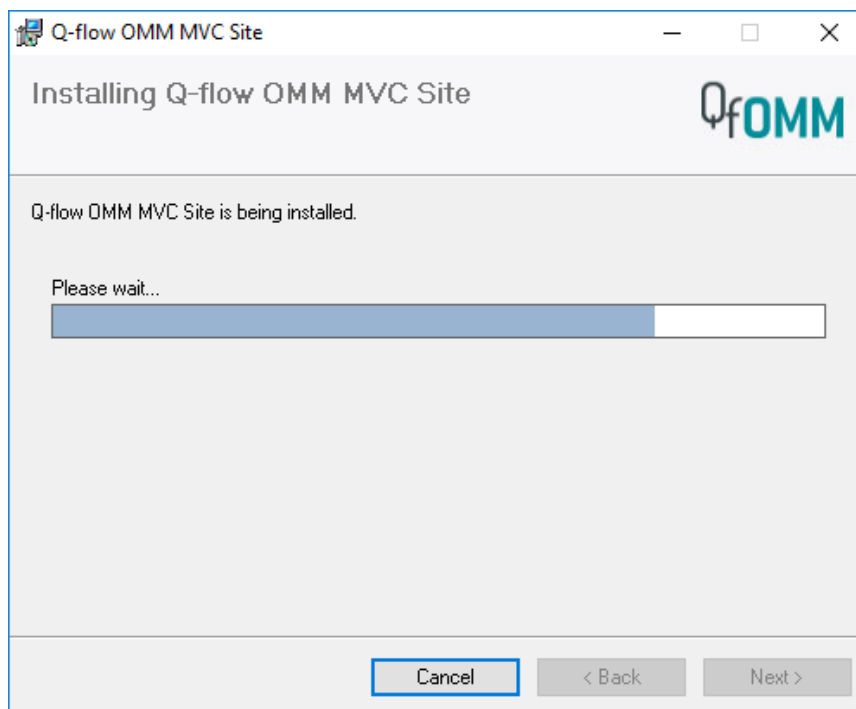 Q-flow OMM MVC Site
Installing Q-flow OMM MVC Site
QfOMM
Q-flow OMM MVC Site is being installed.
Please wait...
Cancel
< Back
Next >